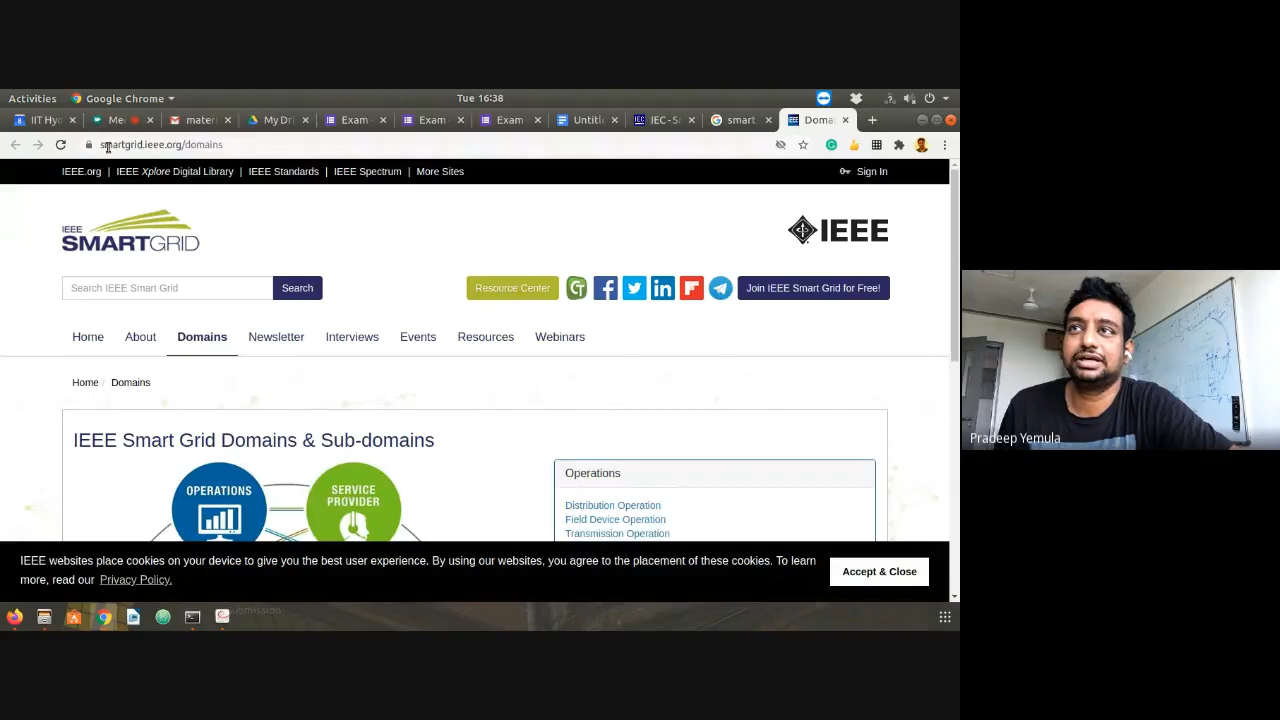 Activities
Google Chrome
Tue 16:38
IIT Hy
Me
materi
My Dri
Exam
Exam
Exam
Untitl
IEC - S
smart
Domai
smartgrid.ieee.org/domains
IEEE.org | IEEE Xplore Digital Library | IEEE Standards | IEEE Spectrum | More Sites
Sign In
IEEE
SMARTGRID
IEEE
Search IEEE Smart Grid
Search
Resource Center
Join IEEE Smart Grid for Free!
Home About Domains Newsletter Interviews Events Resources Webinars
Home / Domains
IEEE Smart Grid Domains & Sub-domains
OPERATIONS
SERVICE
PROVIDER
Operations
Distribution Operation
Field Device Operation
Transmission Operation
IEEE websites place cookies on your device to give you the best user experience. By using our websites, you agree to the placement of these cookies. To learn
more, read our Privacy Policy.
Accept & Close
Pradeep Yemula